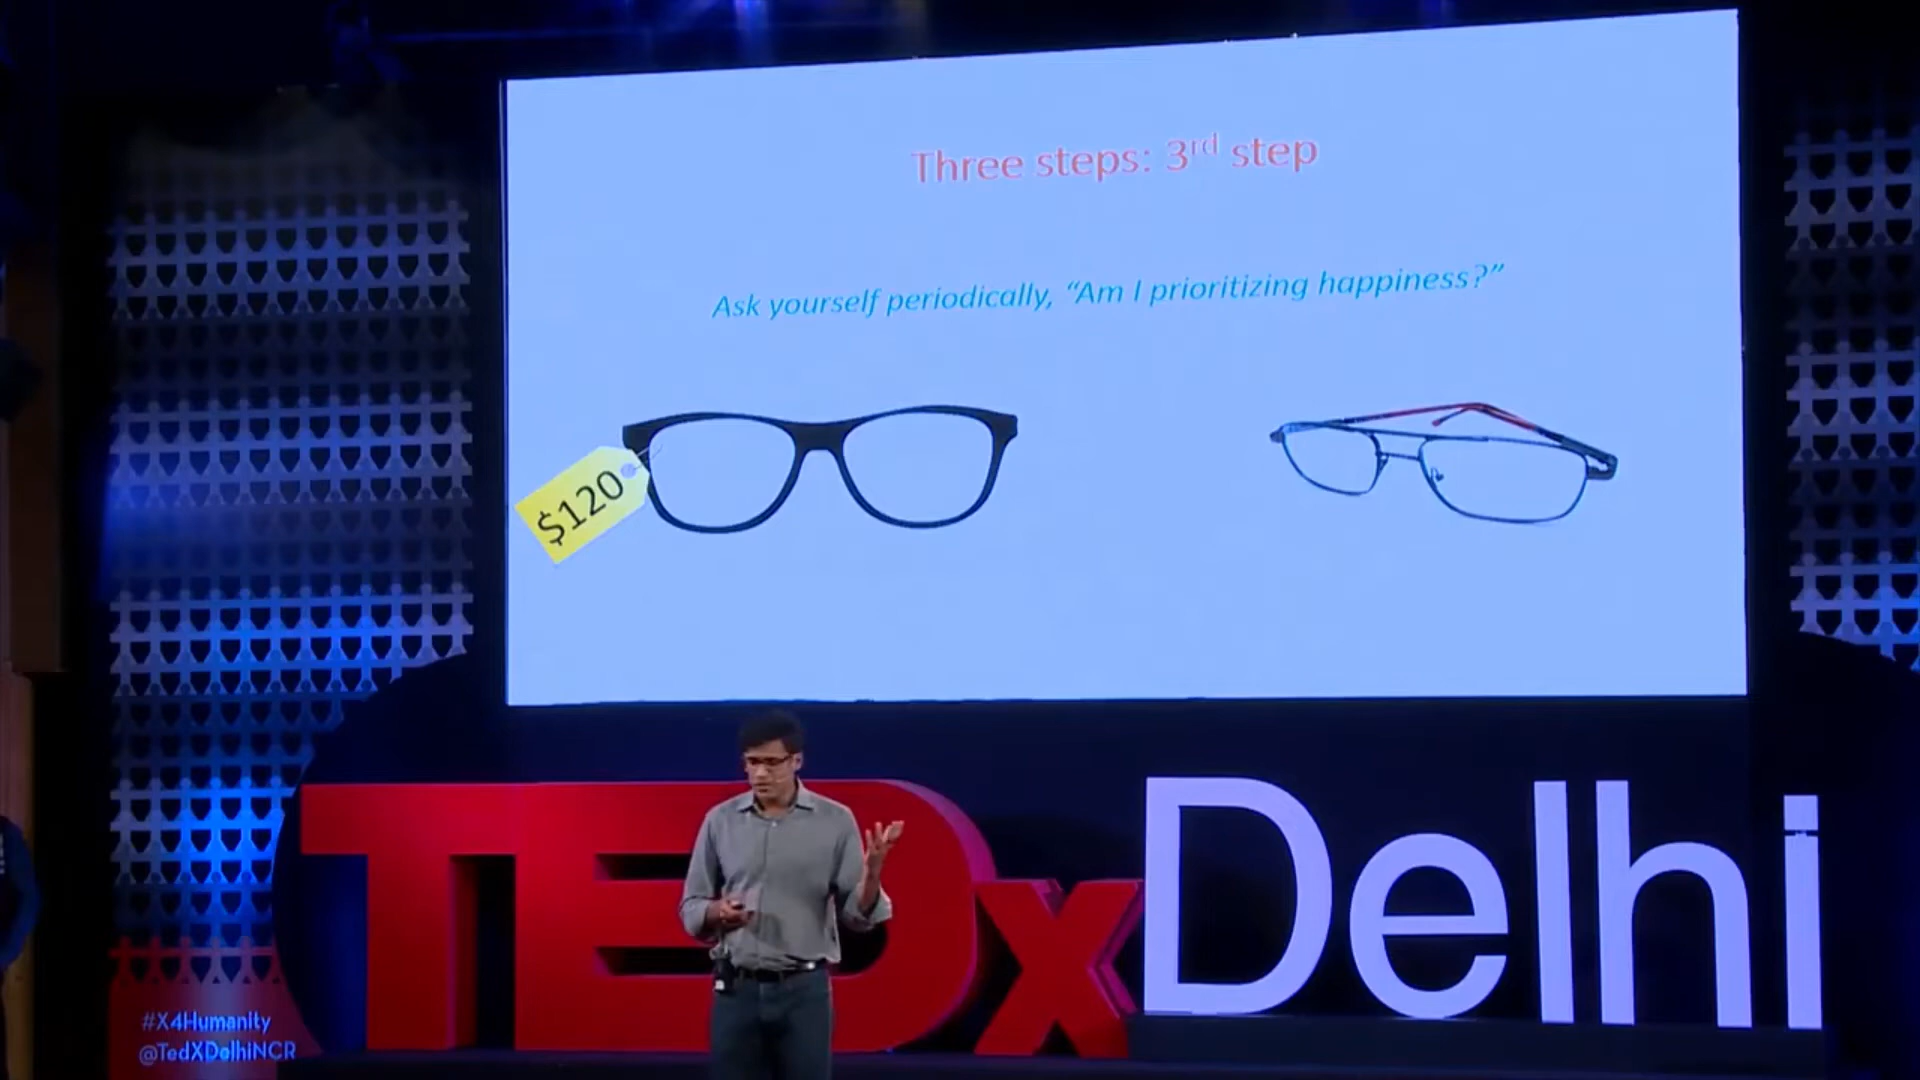 Three steps: 3rd step
Ask yourself periodically, “Am I prioritizing happiness?”
$120
TEDxDelhi
#X4Humanity
@TedXDelhiNCR